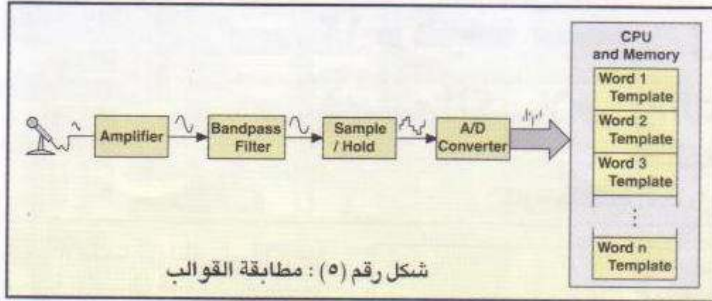 CPU
and Memory
Word 1
Template
Word 2
Template
Word 3
Template
Word n
Template
Amplifier
Bandpass
Filter
Sample
/ Hold
A/D
Converter
شكل رقم (٥) : مطابقة القوالب